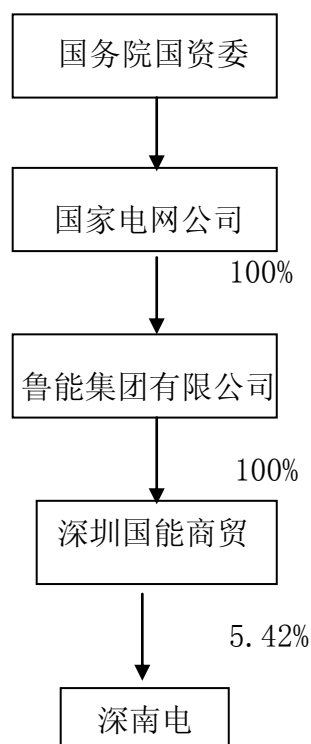 国务院国资委
国家电网公司
100%
鲁能集团有限公司
100%
深圳国能商贸
5.42%
深南电